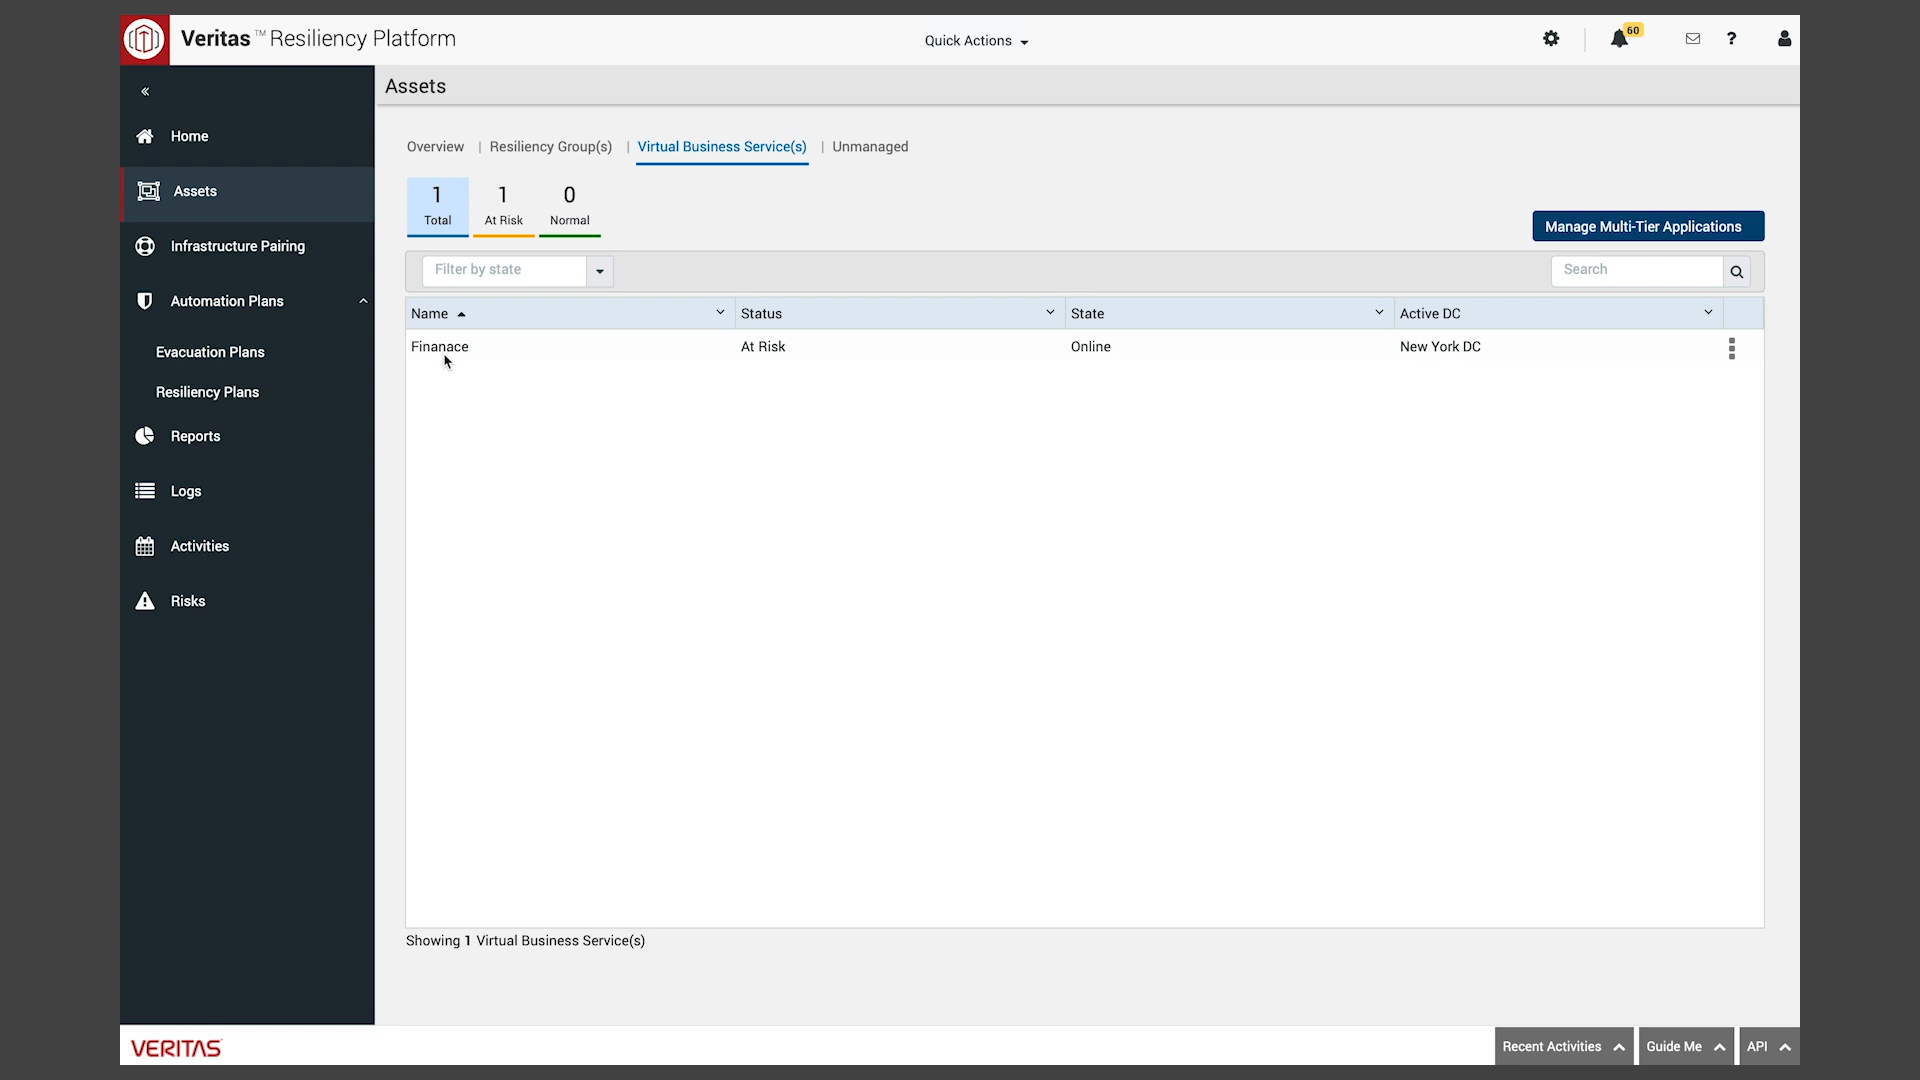 Veritas™ Resiliency Platform
Quick Actions
60
?
«
Assets
Home
Assets
Infrastructure Pairing
Automation Plans
Evacuation Plans
Resiliency Plans
Reports
Logs
Activities
Risks
Overview | Resiliency Group(s) | Virtual Business Service(s) | Unmanaged
1 1 0
Total At Risk Normal
Manage Multi-Tier Applications
Filter by state
Search
Name Status State Active DC
Finanace At Risk Online New York DC
Showing 1 Virtual Business Service(s)
VERITAS
Recent Activities Guide Me API